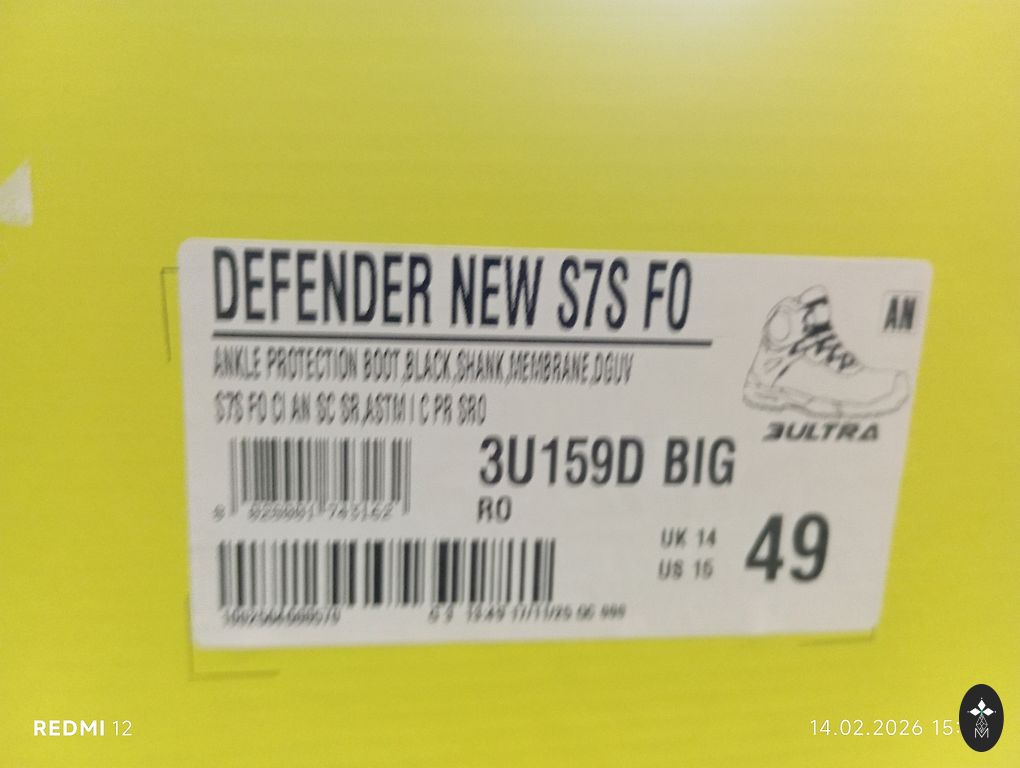 DEFENDER NEW S7S FO
AN
ANKLE PROTECTION BOOT,BLACK,SHANK,MEMBRANE,DGUV
S7S FO CI AN SC SR,ASTM I C PR SRO
3ULTRA
3U159D BIG
RO
UK 14
US 15
49
REDMI 12
14.02.2026 15:
M